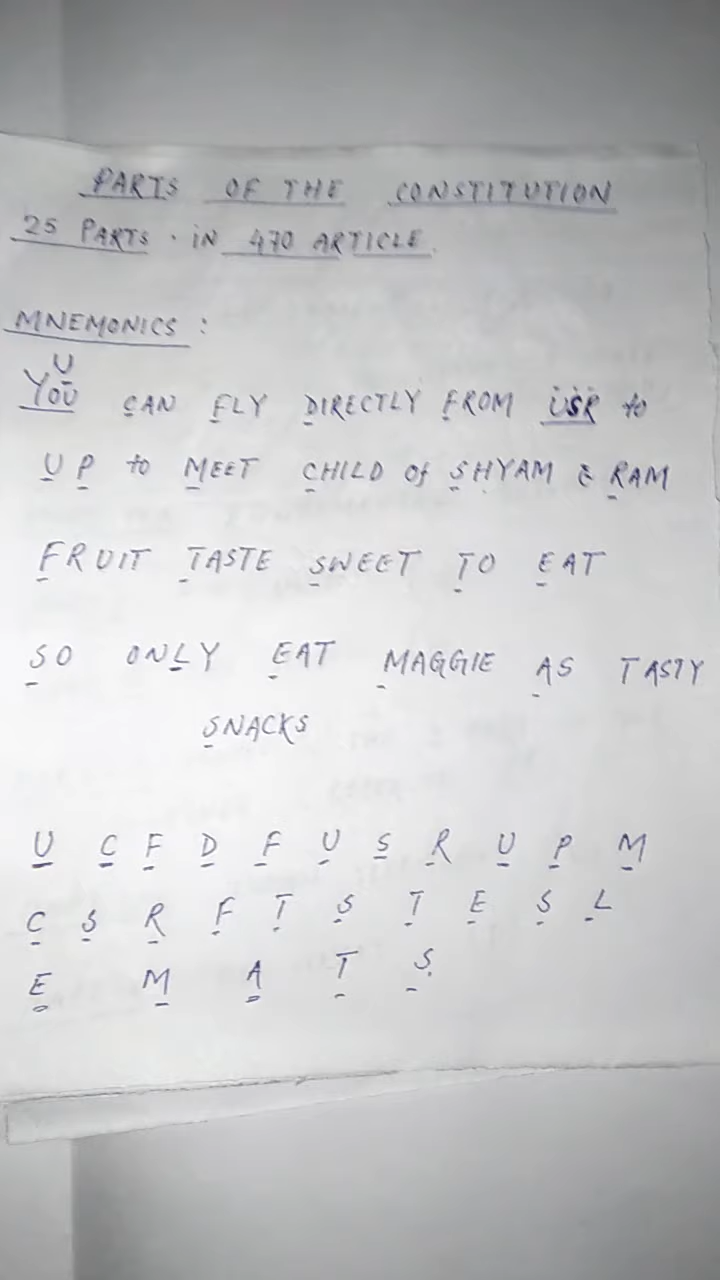 PARTS OF THE CONSTITUTION
25 PARTS . IN 470 ARTICLE.
MNEMONICS :
U
YOU CAN FLY DIRECTLY FROM USR to
UP to MEET CHILD of SHYAM & RAM
FRUIT TASTE SWEET TO EAT
SO ONLY EAT MAGGIE AS TASTY
SNACKS
U C F D F U S R U P M
C S R F T S T E S L
E M A T S.